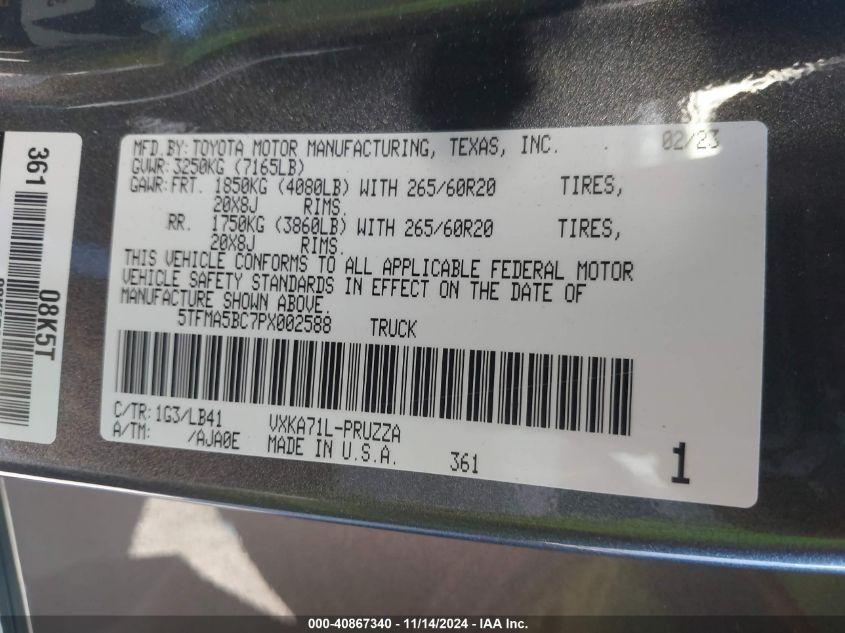 MFD.BY: TOYOTA MOTOR MANUFACTURING, TEXAS, INC. 02/23
GVWR: 3250KG (7165LB)
GAWR: FRT. 1850KG (4080LB) WITH 265/60R20 TIRES,
20X8J RIMS.
RR. 1750KG (3860LB) WITH 265/60R20 TIRES,
20X8J RIMS.
THIS VEHICLE CONFORMS TO ALL APPLICABLE FEDERAL MOTOR
VEHICLE SAFETY STANDARDS IN EFFECT ON THE DATE OF
MANUFACTURE SHOWN ABOVE.
5TFMA5BC7PX002588 TRUCK
C/TR: 1G3/LB41 VXKA71L-PRUZZA
A/TM: /AJA0E MADE IN U.S.A. 361 1
361
08K5T
000-40867340 | 11/14/2024 - IAA Inc.